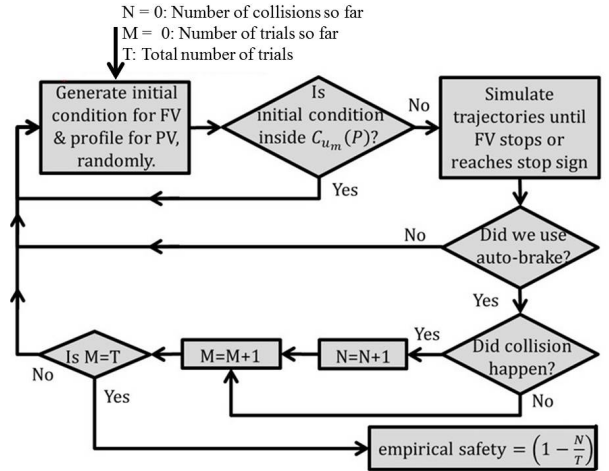 N = 0: Number of collisions so far
M = 0: Number of trials so far
T: Total number of trials
Generate initial
condition for FV
& profile for PV,
randomly.
Is
initial condition
inside C_{u_m}(P)?
No
Yes
Simulate
trajectories until
FV stops or
reaches stop sign
Did we use
auto-brake?
No
Yes
Did collision
happen?
Yes
No
N=N+1
M=M+1
Is M=T
No
Yes
empirical safety = (1 − N/T)